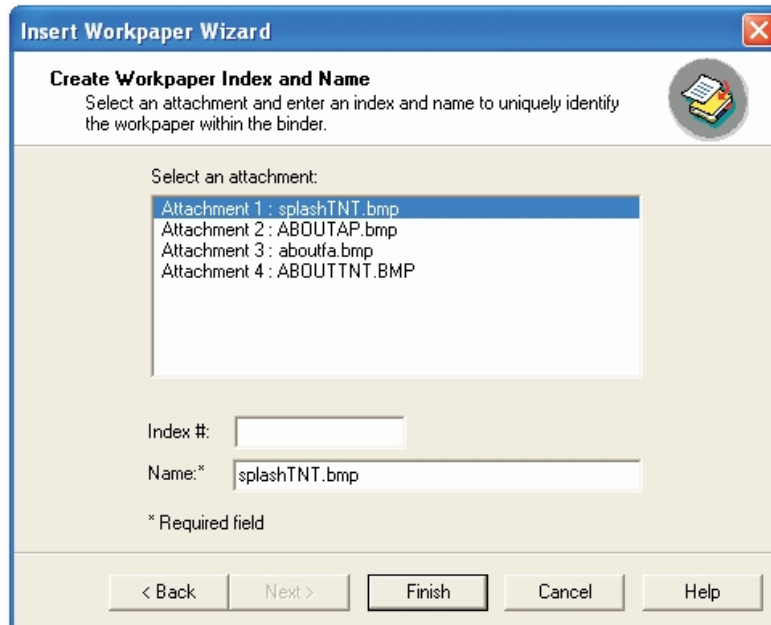 Insert Workpaper Wizard
Create Workpaper Index and Name
Select an attachment and enter an index and name to uniquely identify
the workpaper within the binder.
Select an attachment:
Attachment 1 : splashTNT.bmp
Attachment 2 : ABOUTAP.bmp
Attachment 3 : aboutfa.bmp
Attachment 4 : ABOUTTNT.BMP
Index #:
Name:* splashTNT.bmp
* Required field
< Back Next > Finish Cancel Help